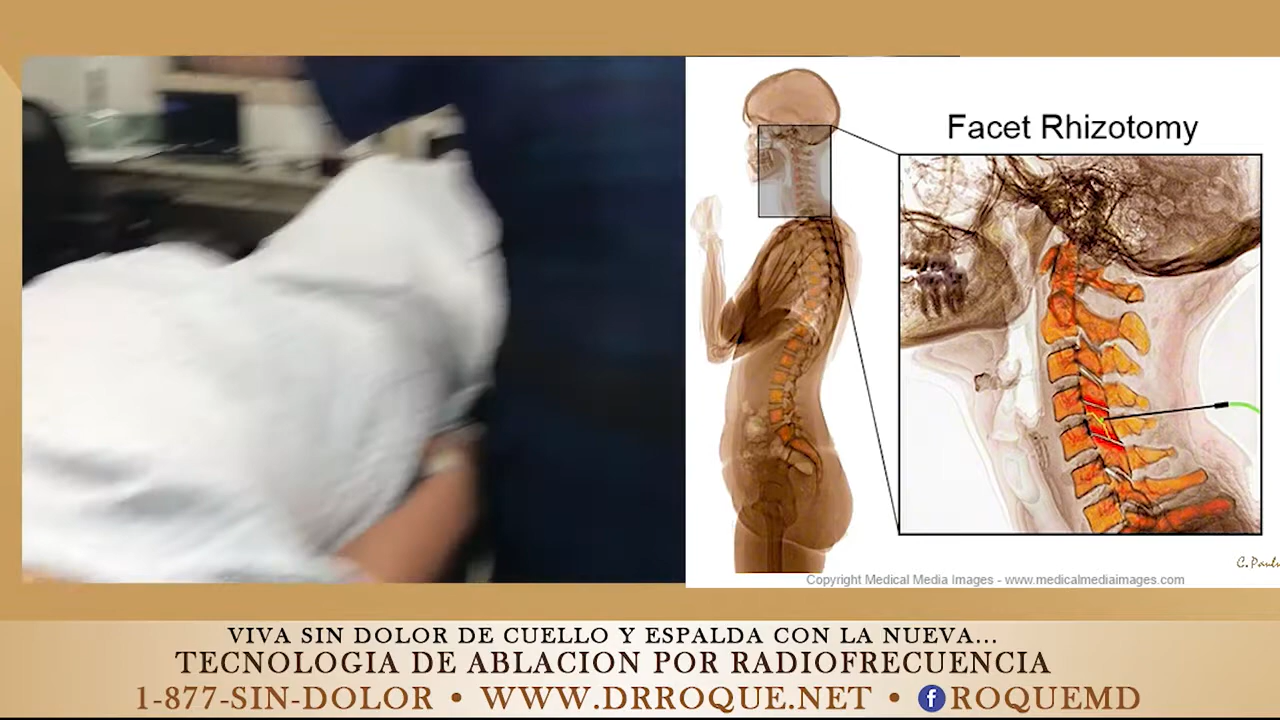 Facet Rhizotomy
Copyright Medical Media Images - www.medicalmediaimages.com
VIVA SIN DOLOR DE CUELLO Y ESPALDA CON LA NUEVA...
TECNOLOGIA DE ABLACION POR RADIOFRECUENCIA
1-877-SIN-DOLOR • WWW.DRROQUE.NET • f ROQUEMD